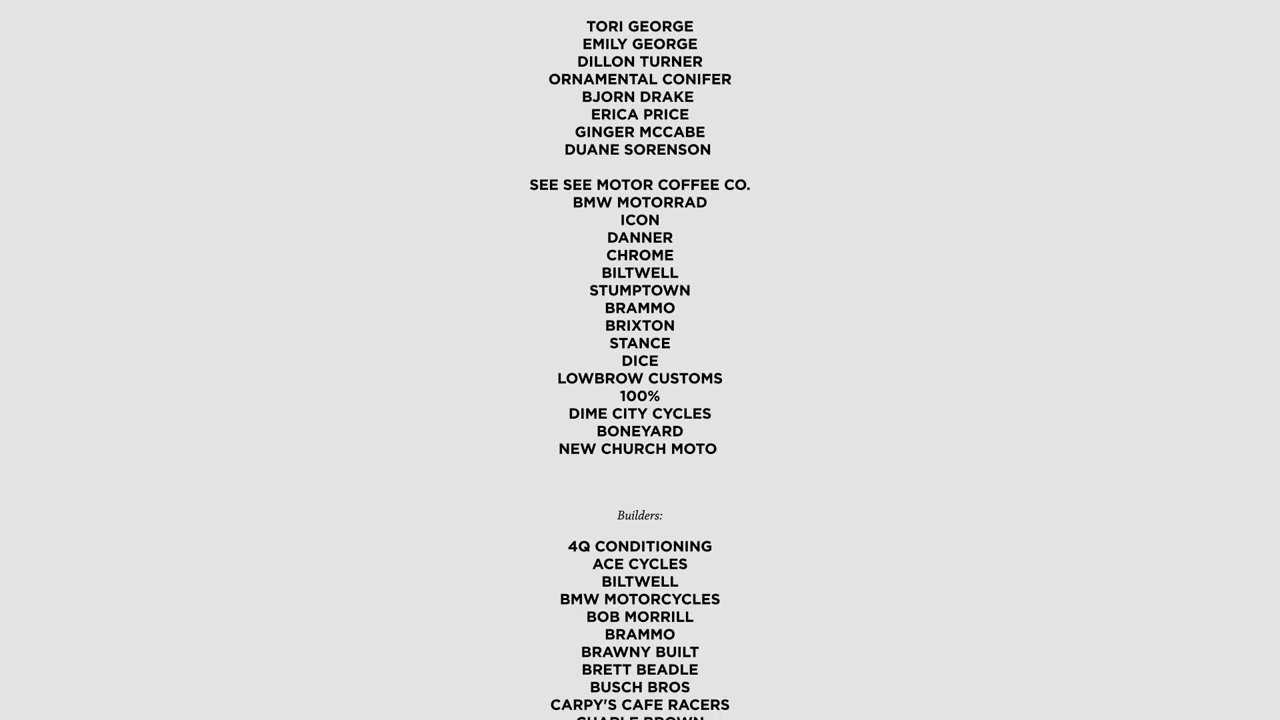 TORI GEORGE
EMILY GEORGE
DILLON TURNER
ORNAMENTAL CONIFER
BJORN DRAKE
ERICA PRICE
GINGER MCCABE
DUANE SORENSON
SEE SEE MOTOR COFFEE CO.
BMW MOTORRAD
ICON
DANNER
CHROME
BILTWELL
STUMPTOWN
BRAMMO
BRIXTON
STANCE
DICE
LOWBROW CUSTOMS
100%
DIME CITY CYCLES
BONEYARD
NEW CHURCH MOTO
Builders:
4Q CONDITIONING
ACE CYCLES
BILTWELL
BMW MOTORCYCLES
BOB MORRILL
BRAMMO
BRAWNY BUILT
BRETT BEADLE
BUSCH BROS
CARPY'S CAFE RACERS